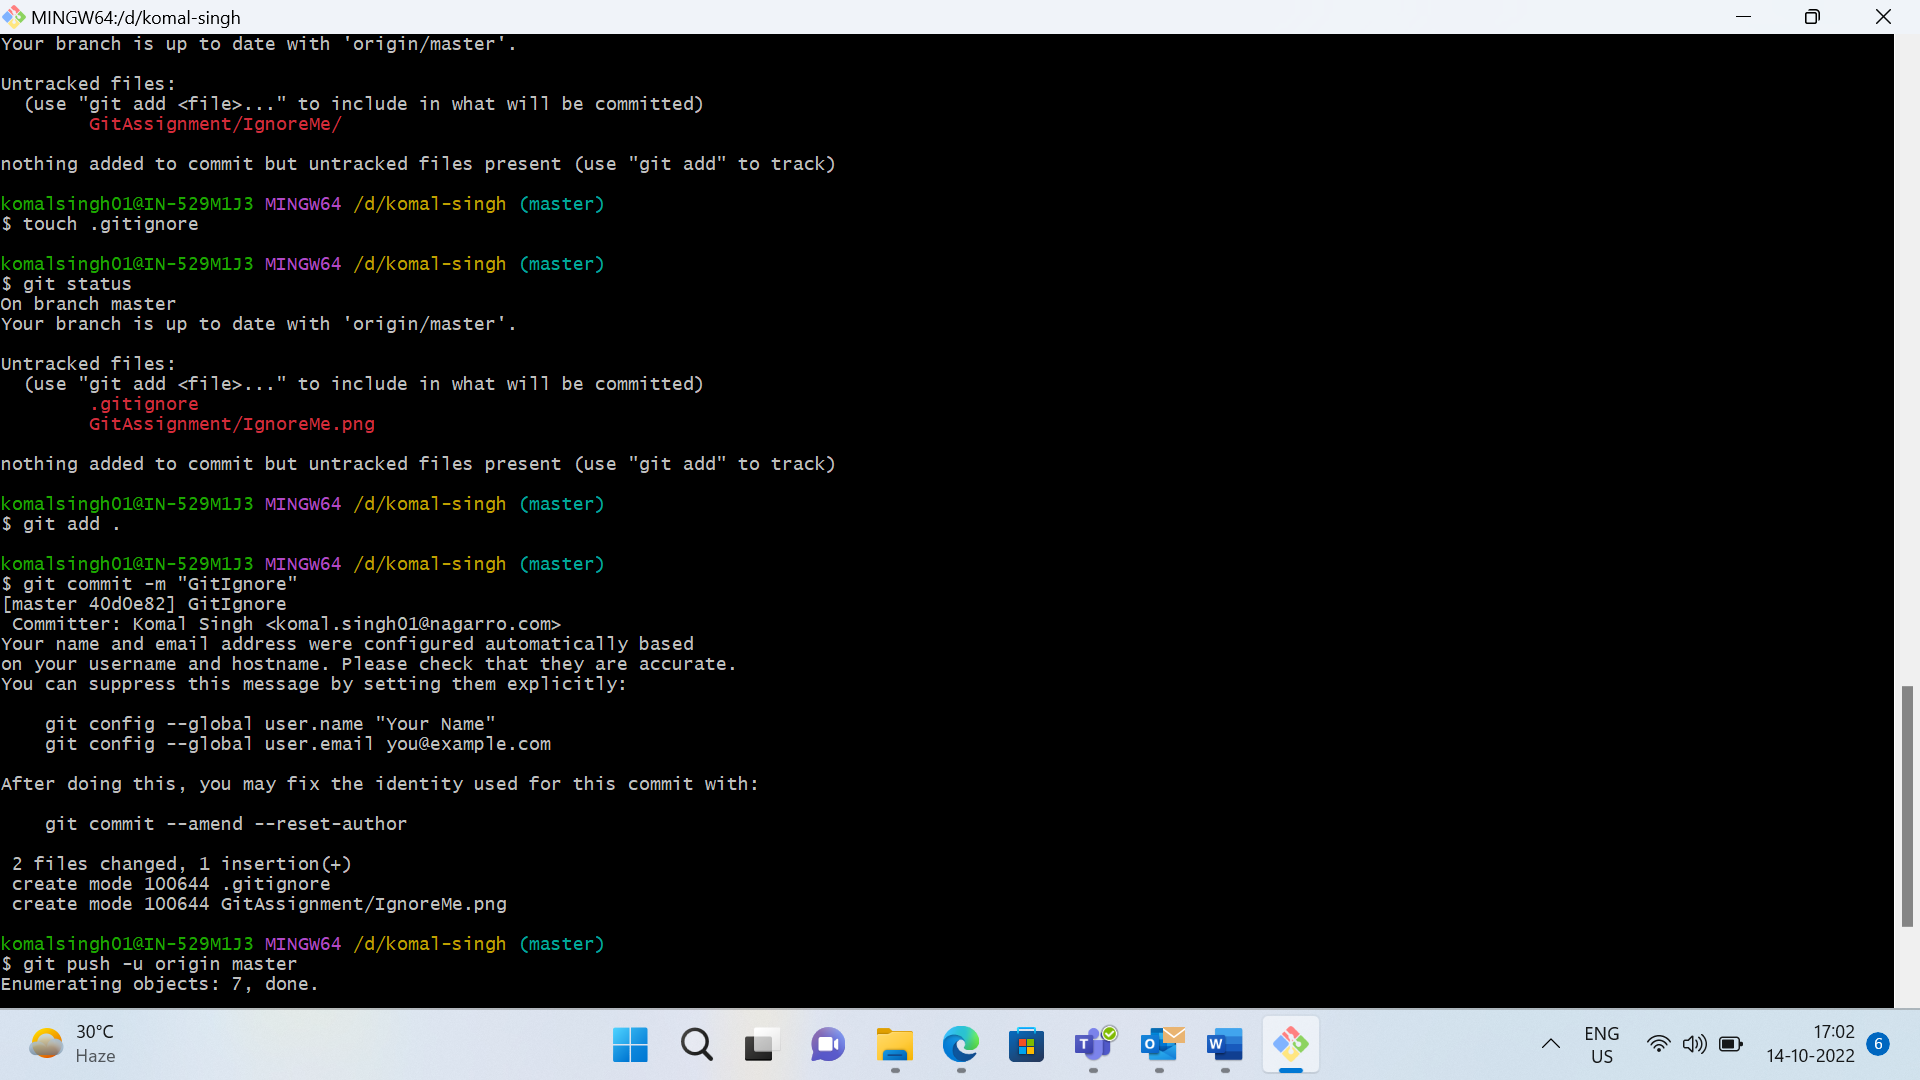 MINGW64:/d/komal-singh
Your branch is up to date with 'origin/master'.
Untracked files:
  (use "git add <file>..." to include in what will be committed)
        GitAssignment/IgnoreMe/
nothing added to commit but untracked files present (use "git add" to track)
komalsingh01@IN-529M1J3 MINGW64 /d/komal-singh (master)
$ touch .gitignore
komalsingh01@IN-529M1J3 MINGW64 /d/komal-singh (master)
$ git status
On branch master
Your branch is up to date with 'origin/master'.
Untracked files:
  (use "git add <file>..." to include in what will be committed)
        .gitignore
        GitAssignment/IgnoreMe.png
nothing added to commit but untracked files present (use "git add" to track)
komalsingh01@IN-529M1J3 MINGW64 /d/komal-singh (master)
$ git add .
komalsingh01@IN-529M1J3 MINGW64 /d/komal-singh (master)
$ git commit -m "GitIgnore"
[master 40d0e82] GitIgnore
 Committer: Komal Singh <komal.singh01@nagarro.com>
Your name and email address were configured automatically based
on your username and hostname. Please check that they are accurate.
You can suppress this message by setting them explicitly:
    git config --global user.name "Your Name"
    git config --global user.email you@example.com
After doing this, you may fix the identity used for this commit with:
    git commit --amend --reset-author
 2 files changed, 1 insertion(+)
 create mode 100644 .gitignore
 create mode 100644 GitAssignment/IgnoreMe.png
komalsingh01@IN-529M1J3 MINGW64 /d/komal-singh (master)
$ git push -u origin master
Enumerating objects: 7, done.
30°C
Haze
ENG
US
17:02
14-10-2022
6